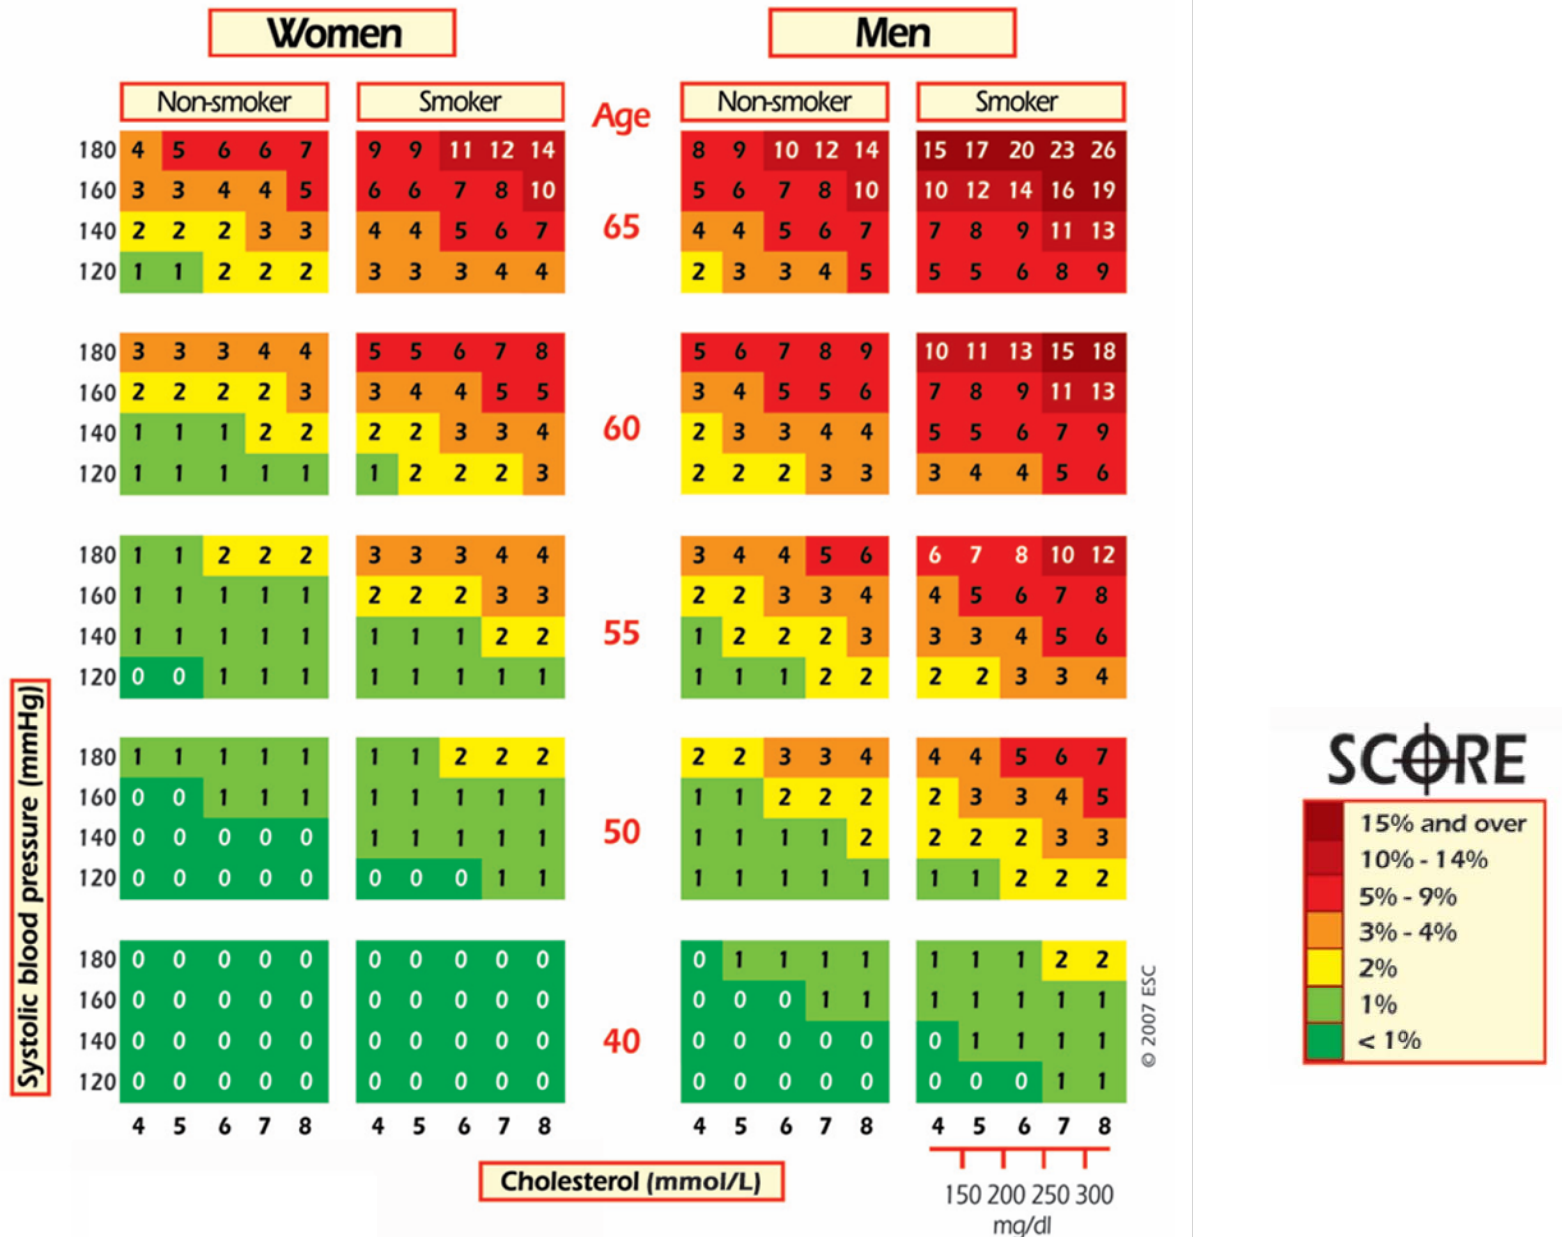 Women Men
Non-smoker Smoker Age Non-smoker Smoker
180 4 5 6 6 7 9 9 11 12 14 8 9 10 12 14 15 17 20 23 26
160 3 3 4 4 5 6 6 7 8 10 5 6 7 8 10 10 12 14 16 19
65
140 2 2 2 3 3 4 4 5 6 7 4 4 5 6 7 7 8 9 11 13
120 1 1 2 2 2 3 3 3 4 4 2 3 3 4 5 5 5 6 8 9
180 3 3 3 4 4 5 5 6 7 8 5 6 7 8 9 10 11 13 15 18
160 2 2 2 2 3 3 4 4 5 5 3 4 5 5 6 7 8 9 11 13
60
140 1 1 1 2 2 2 2 3 3 4 2 3 3 4 4 5 5 6 7 9
120 1 1 1 1 1 1 2 2 2 3 2 2 2 3 3 3 4 4 5 6
180 1 1 2 2 2 3 3 3 4 4 3 4 4 5 6 6 7 8 10 12
160 1 1 1 1 1 2 2 2 3 3 2 2 3 3 4 4 5 6 7 8
55
140 1 1 1 1 1 1 1 1 2 2 1 2 2 2 3 3 3 4 5 6
120 0 0 1 1 1 1 1 1 1 1 1 1 1 2 2 2 2 3 3 4
180 1 1 1 1 1 1 1 2 2 2 2 2 3 3 4 4 4 5 6 7
160 0 0 1 1 1 1 1 1 1 1 1 1 2 2 2 2 3 3 4 5
50
140 0 0 0 0 0 1 1 1 1 1 1 1 1 1 2 2 2 2 3 3
120 0 0 0 0 0 0 0 0 1 1 1 1 1 1 1 1 1 2 2 2
180 0 0 0 0 0 0 0 0 0 0 0 1 1 1 1 1 1 1 2 2
160 0 0 0 0 0 0 0 0 0 0 0 0 0 1 1 1 1 1 1 1
40
140 0 0 0 0 0 0 0 0 0 0 0 0 0 0 0 0 1 1 1 1
120 0 0 0 0 0 0 0 0 0 0 0 0 0 0 0 0 0 0 1 1
4 5 6 7 8 4 5 6 7 8 4 5 6 7 8 4 5 6 7 8
Systolic blood pressure (mmHg)
Cholesterol (mmol/L)
150 200 250 300
mg/dl
© 2007 ESC
SCORE
15% and over
10% - 14%
5% - 9%
3% - 4%
2%
1%
< 1%